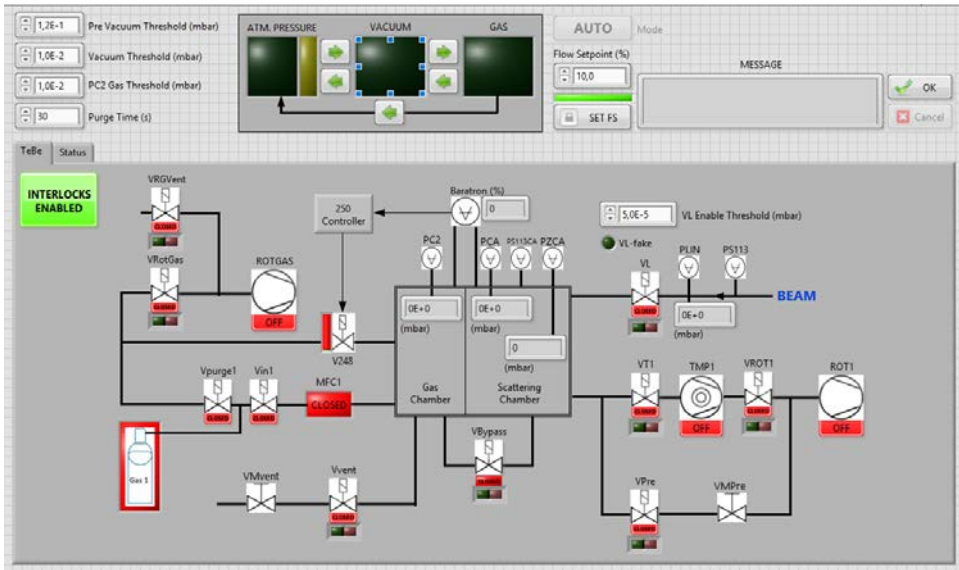 1,2E-1 Pre Vacuum Threshold (mbar)
1,0E-2 Vacuum Threshold (mbar)
1,0E-2 PC2 Gas Threshold (mbar)
30 Purge Time (s)
ATM. PRESSURE VACUUM GAS
AUTO Mode
Flow Setpoint (%)
10,0
SET FS
MESSAGE
OK
Cancel
TeBe Status
INTERLOCKS
ENABLED
VRGVent
CLOSED
VRotGas
CLOSED
ROTGAS
OFF
250
Controller
Baratron (%)
0
V248
PC2 PCA PS113CA PZCA
0E+0
(mbar)
0E+0
(mbar)
0
(mbar)
Gas
Chamber
Scattering
Chamber
5,0E-5 VL Enable Threshold (mbar)
VL-fake
VL
CLOSED
PLIN PS113
BEAM
0E+0
(mbar)
Vpurge1
CLOSED
Vin1
CLOSED
MFC1
CLOSED
Gas 1
VMvent
Vvent
CLOSED
VBypass
VT1
CLOSED
TMP1
OFF
VROT1
CLOSED
ROT1
OFF
VPre
CLOSED
VMPre